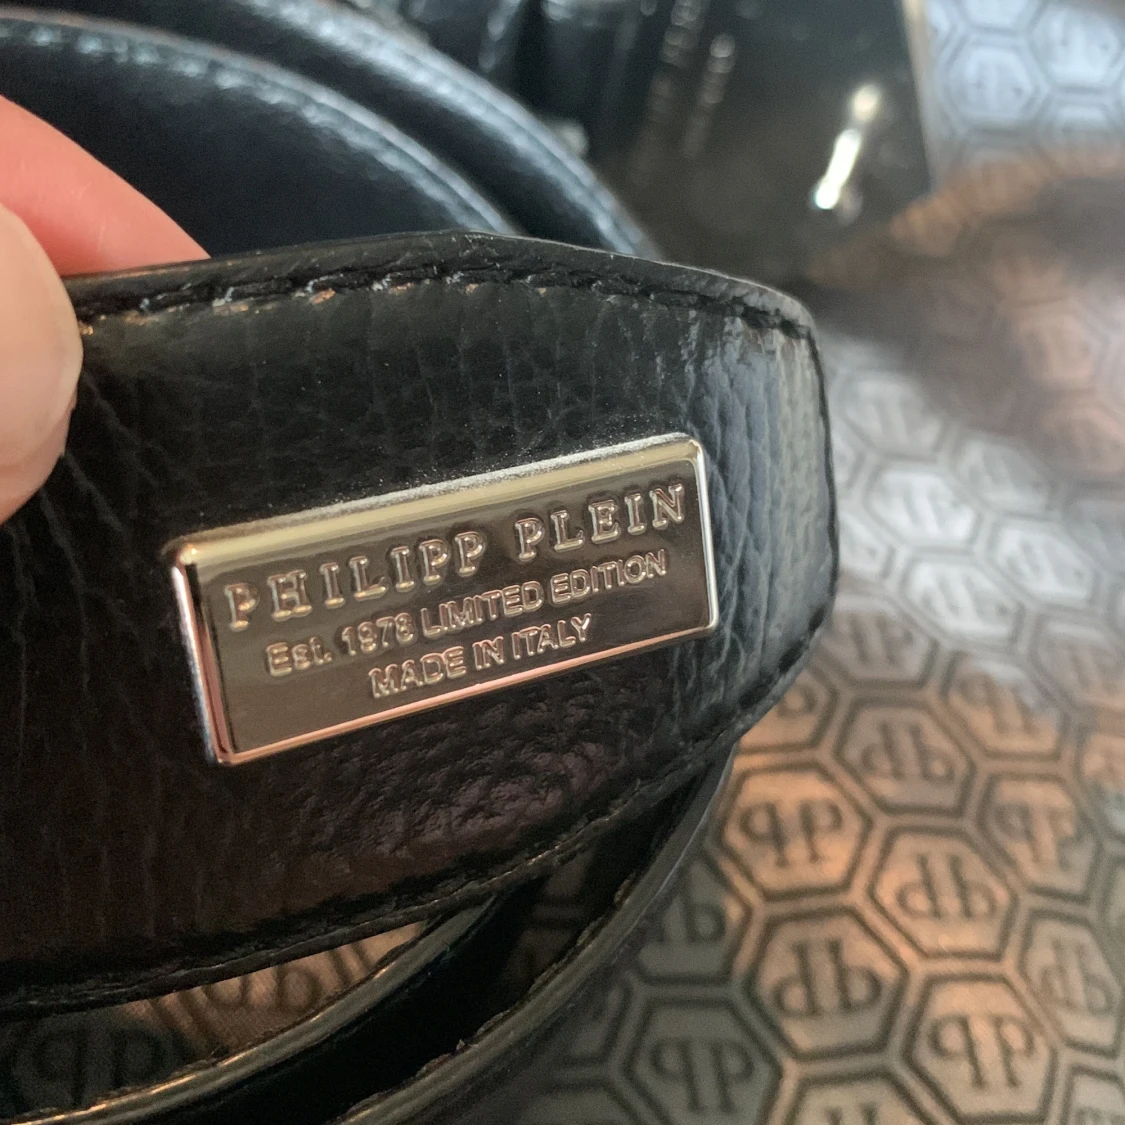 PHILIPP PLEIN
Est. 1978 LIMITED EDITION
MADE IN ITALY